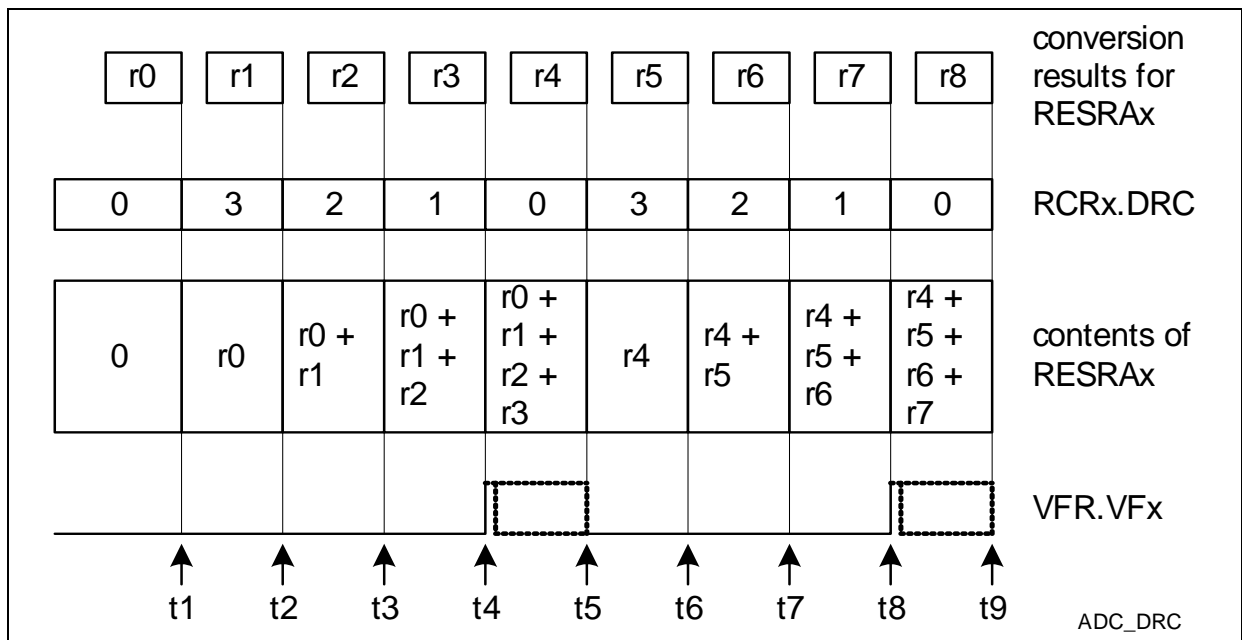 r0 r1 r2 r3 r4 r5 r6 r7 r8
conversion
results for
RESRAx
0 3 2 1 0 3 2 1 0
RCRx.DRC
0
r0
r0 +
r1
r0 +
r1 +
r2
r0 +
r1 +
r2 +
r3
r4
r4 +
r5
r4 +
r5 +
r6
r4 +
r5 +
r6 +
r7
contents of
RESRAx
VFR.VFx
t1 t2 t3 t4 t5 t6 t7 t8 t9
ADC_DRC